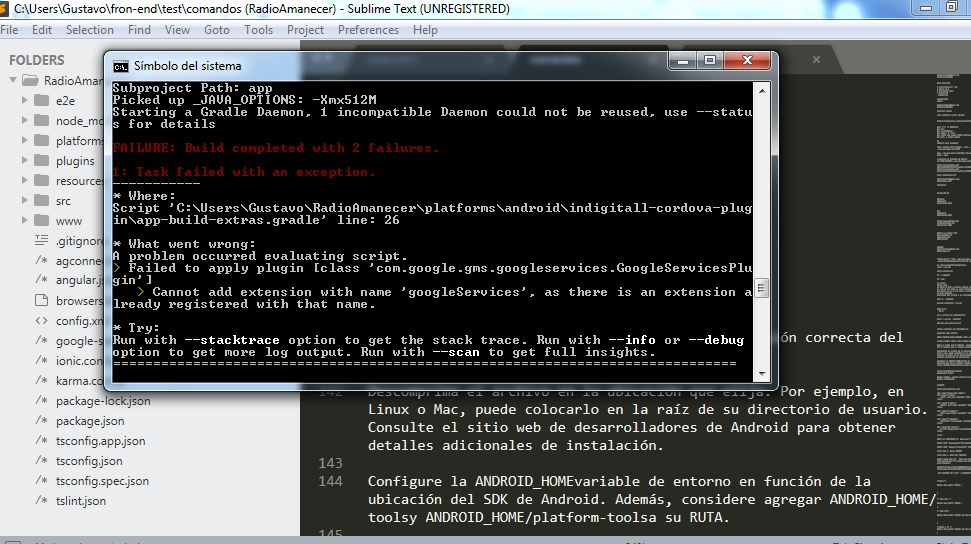 C:\Users\Gustavo\fron-end\test\comandos (RadioAmanecer) - Sublime Text (UNREGISTERED)
File Edit Selection Find View Goto Tools Project Preferences Help
FOLDERS
RadioAma
e2e
node_mo
platforms
plugins
resources
src
www
.gitignore
agconnec
angular.j
browsers
config.xm
google-s
ionic.con
karma.co
package-lock.json
package.json
tsconfig.app.json
tsconfig.json
tsconfig.spec.json
tslint.json
Símbolo del sistema
Subproject Path: app
Picked up _JAVA_OPTIONS: -Xmx512M
Starting a Gradle Daemon, 1 incompatible Daemon could not be reused, use --statu
s for details
FAILURE: Build completed with 2 failures.
1: Task failed with an exception.
-----------
* Where:
Script 'C:\Users\Gustavo\RadioAmanecer\platforms\android\indigitall-cordova-plug
in\app-build-extras.gradle' line: 26
* What went wrong:
A problem occurred evaluating script.
> Failed to apply plugin [class 'com.google.gms.googleservices.GoogleServicesPlu
gin']
> Cannot add extension with name 'googleServices', as there is an extension a
lready registered with that name.
* Try:
Run with --stacktrace option to get the stack trace. Run with --info or --debug
option to get more log output. Run with --scan to get full insights.
==============================================================================
ón correcta del
142 Descomprima el archivo en la ubicación que elija. Por ejemplo, en
Linux o Mac, puede colocarlo en la raíz de su directorio de usuario.
Consulte el sitio web de desarrolladores de Android para obtener
detalles adicionales de instalación.
143
144 Configure la ANDROID_HOMEvariable de entorno en función de la
ubicación del SDK de Android. Además, considere agregar ANDROID_HOME/
toolsy ANDROID_HOME/platform-toolsa su RUTA.
145